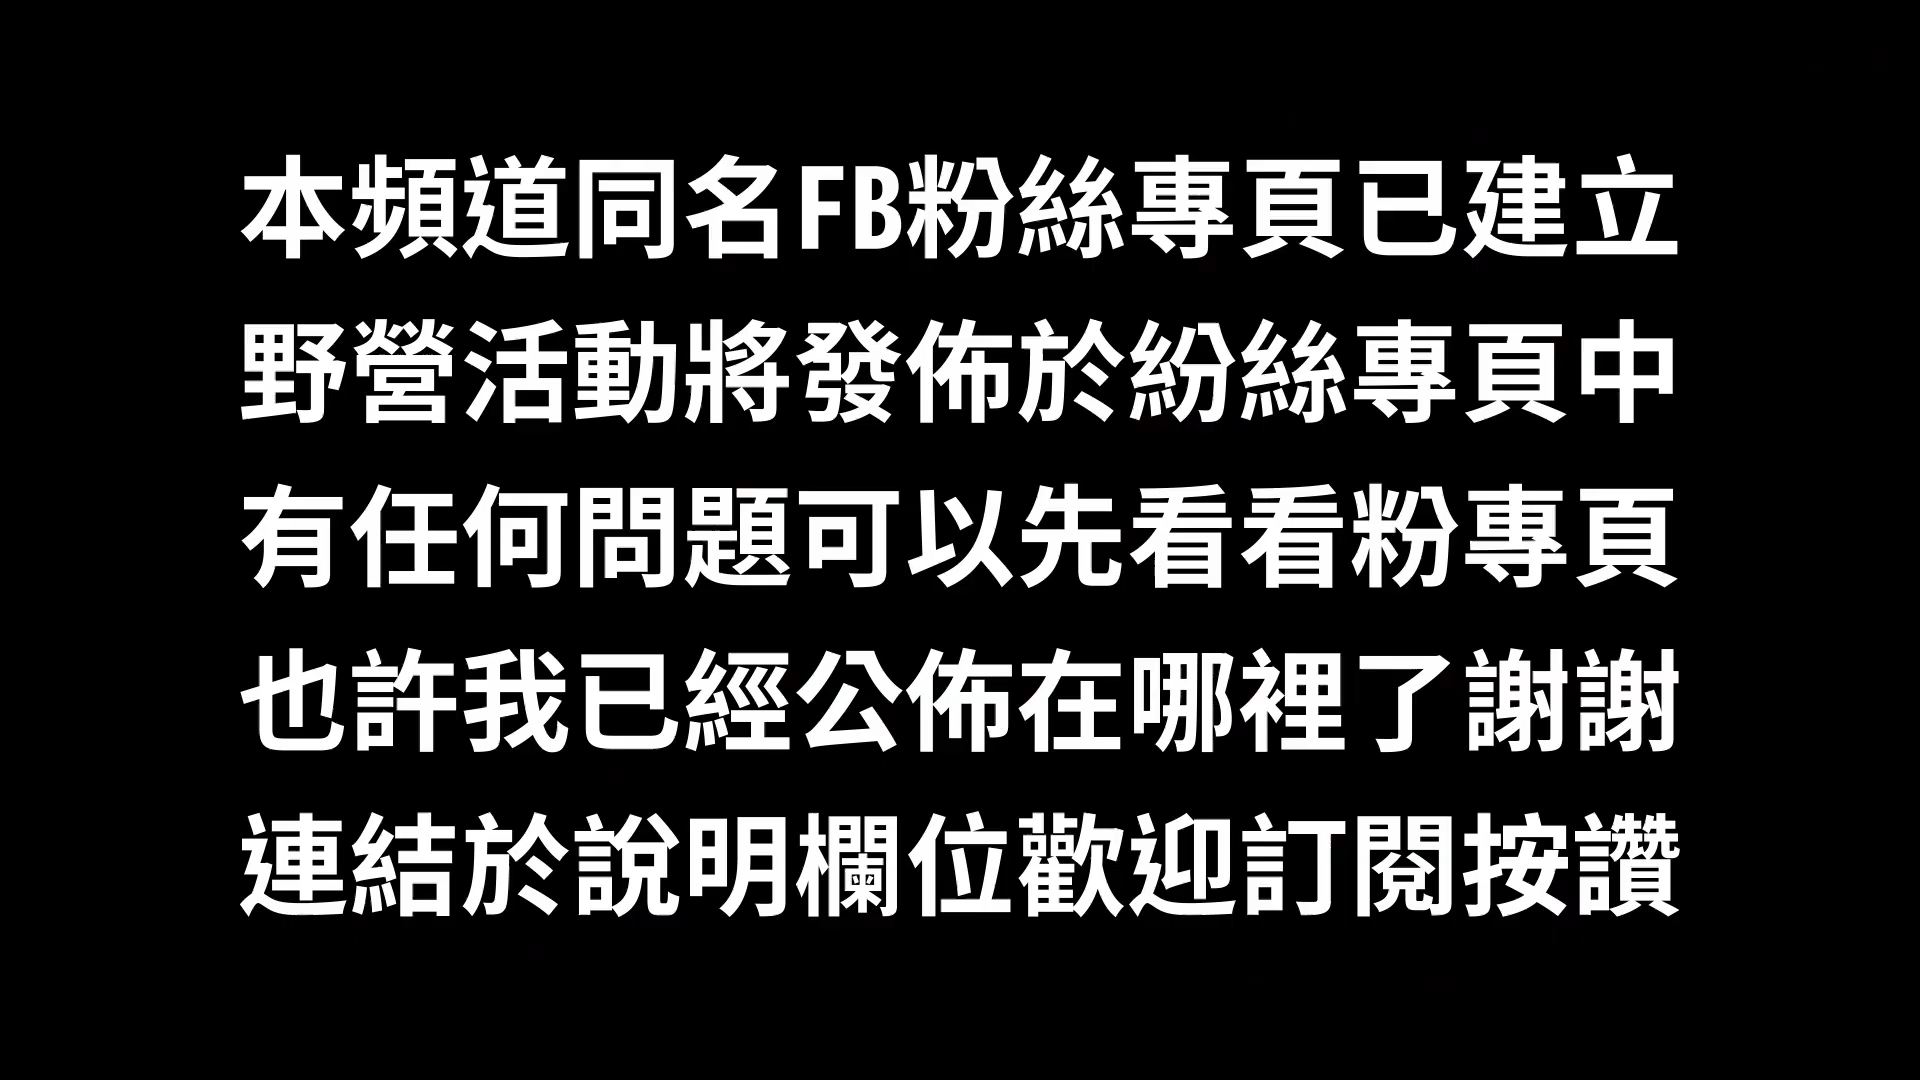 本頻道同名FB粉絲專頁已建立
野營活動將發佈於紛絲專頁中
有任何問題可以先看看粉專頁
也許我已經公佈在哪裡了謝謝
連結於說明欄位歡迎訂閱按讚